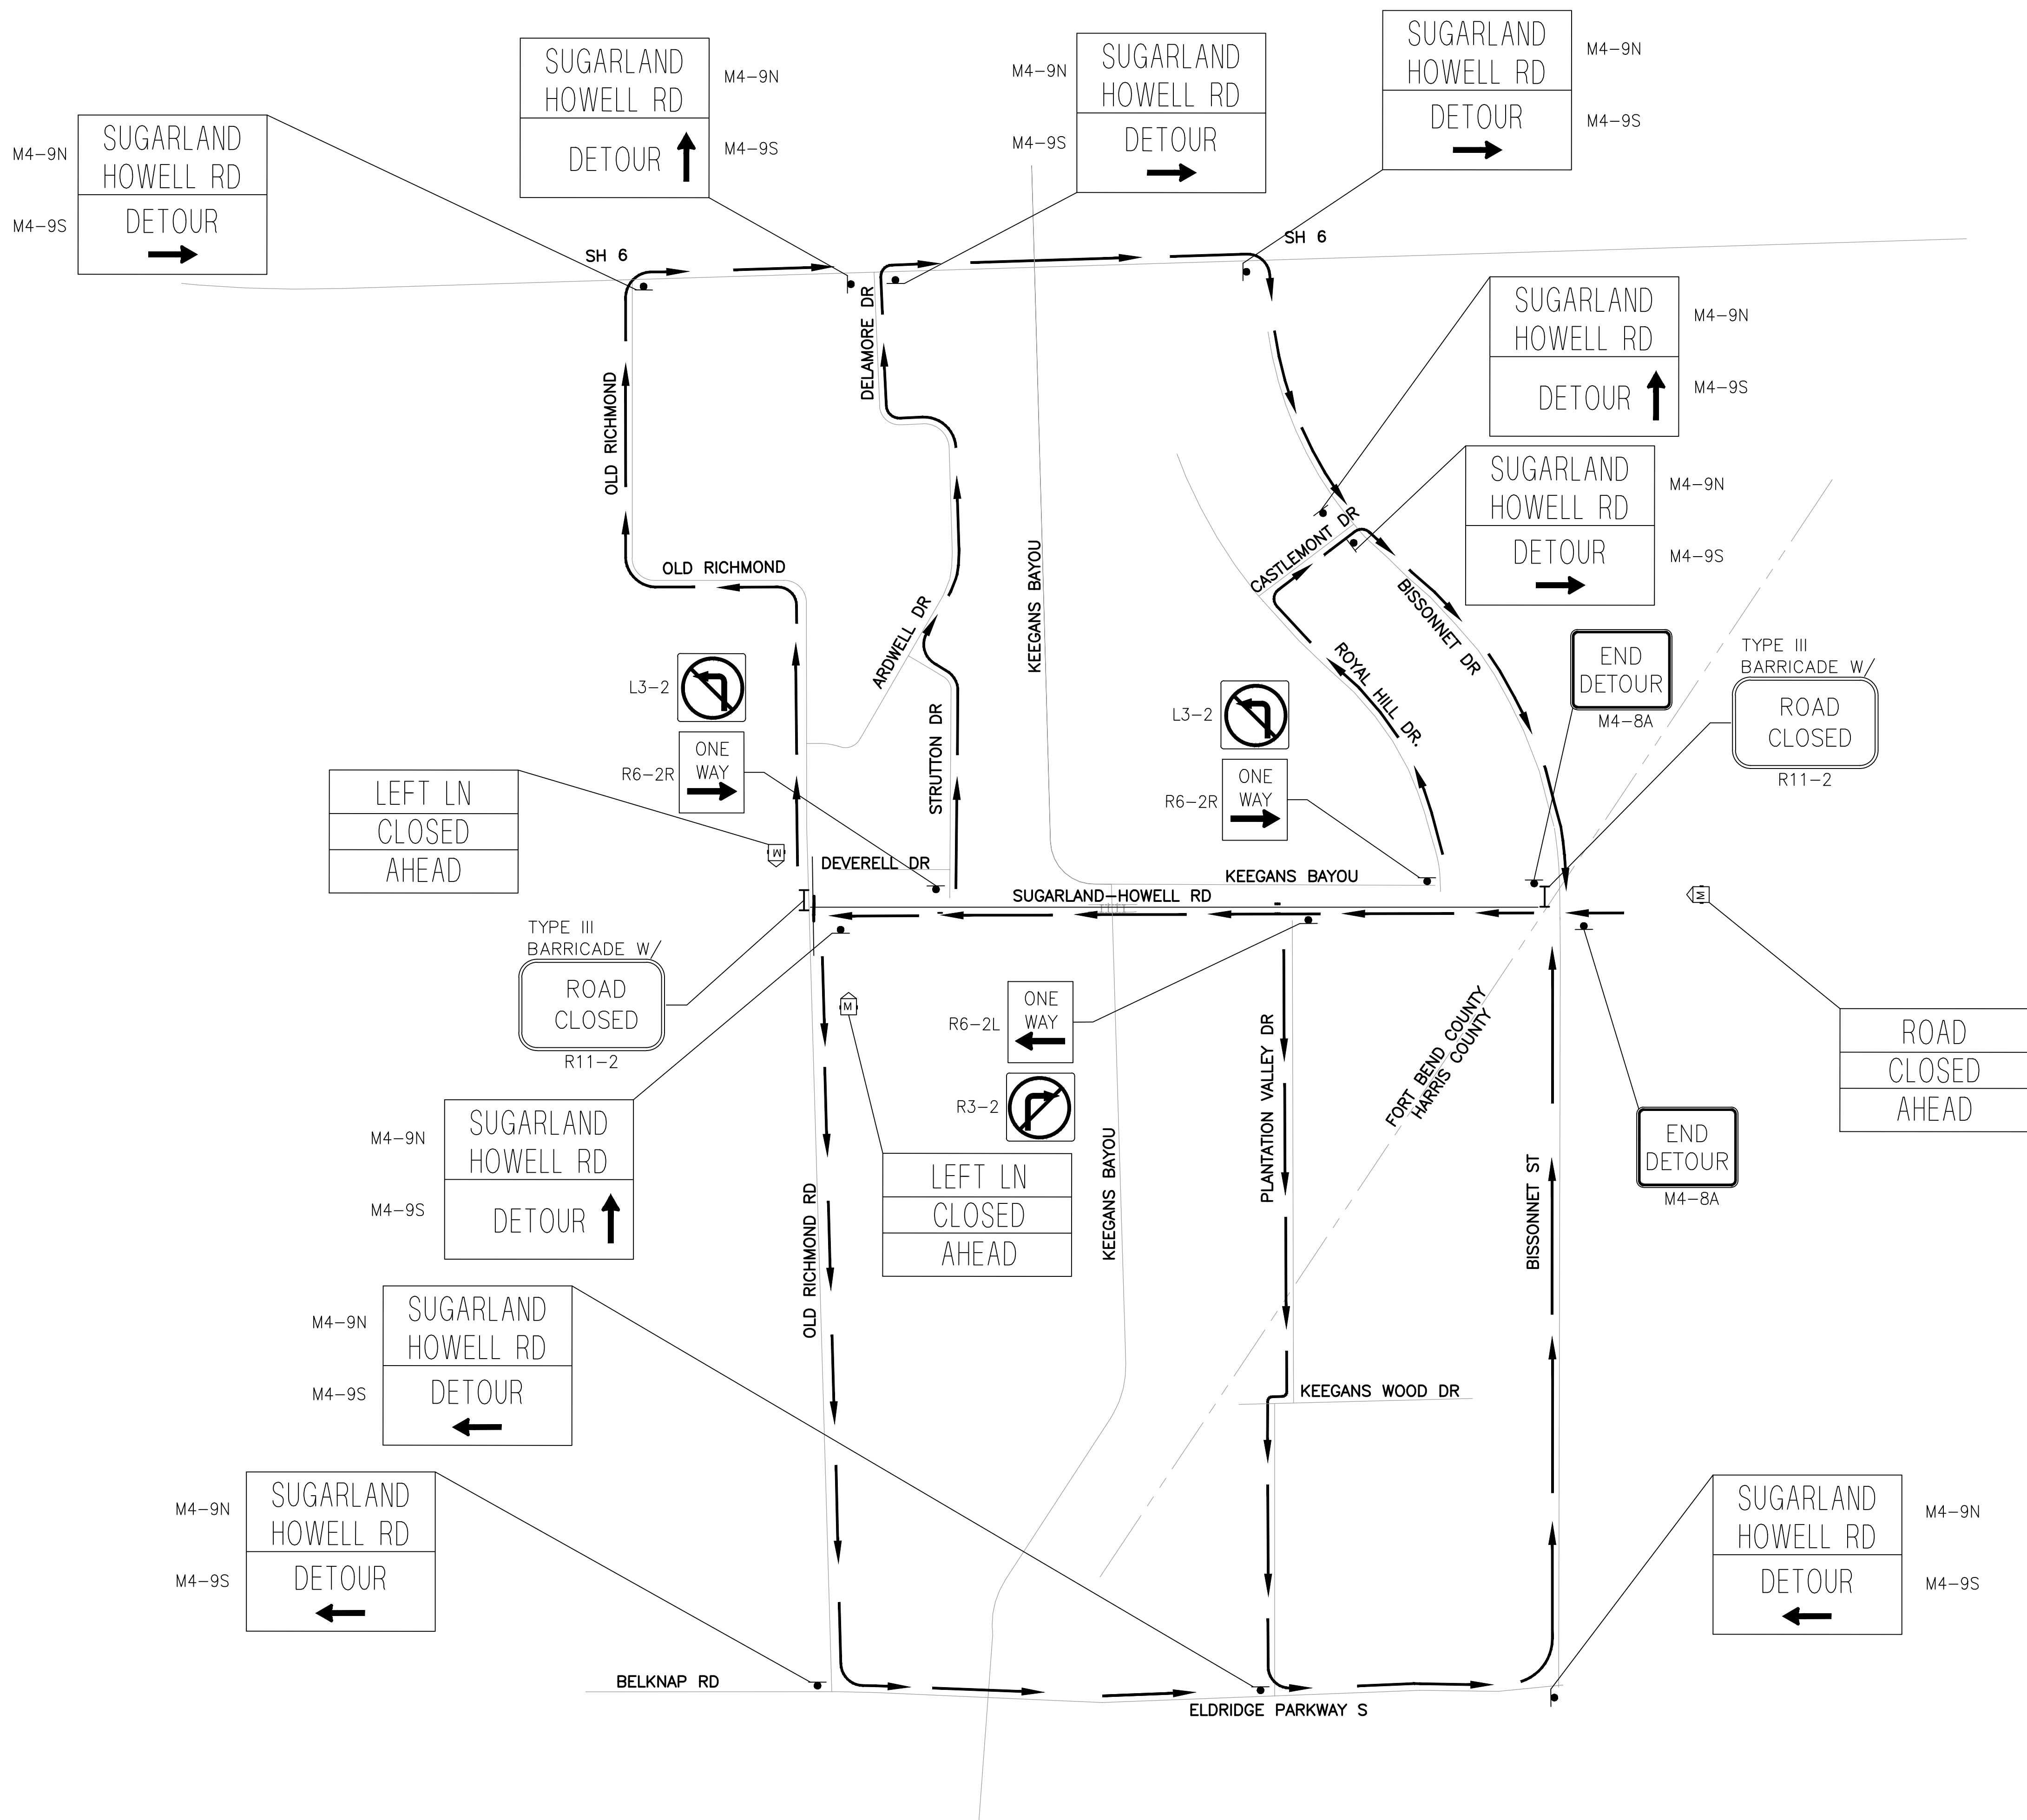 SUGARLAND
HOWELL RD
DETOUR
M4-9N
M4-9S
SUGARLAND
HOWELL RD
DETOUR
M4-9N
M4-9S
SUGARLAND
HOWELL RD
DETOUR
M4-9N
M4-9S
M4-9N
M4-9S
SUGARLAND
HOWELL RD
DETOUR
SH 6
SH 6
DELAMORE DR
OLD RICHMOND
SUGARLAND
HOWELL RD
DETOUR
M4-9N
M4-9S
SUGARLAND
HOWELL RD
DETOUR
M4-9N
M4-9S
OLD RICHMOND
KEEGANS BAYOU
CASTLEMONT DR
BISSONNET DR
ARDWELL DR
ROYAL HILL DR.
STRUTTON DR
L3-2
R6-2R
ONE
WAY
L3-2
R6-2R
ONE
WAY
END
DETOUR
M4-8A
TYPE III
BARRICADE W/
ROAD
CLOSED
R11-2
LEFT LN
CLOSED
AHEAD
M
DEVERELL DR
KEEGANS BAYOU
SUGARLAND-HOWELL RD
M
TYPE III
BARRICADE W/
ROAD
CLOSED
R11-2
M
R6-2L
ONE
WAY
R3-2
PLANTATION VALLEY DR
FORT BEND COUNTY
HARRIS COUNTY
ROAD
CLOSED
AHEAD
M4-9N
M4-9S
SUGARLAND
HOWELL RD
DETOUR
OLD RICHMOND RD
LEFT LN
CLOSED
AHEAD
KEEGANS BAYOU
BISSONNET ST
END
DETOUR
M4-8A
M4-9N
M4-9S
SUGARLAND
HOWELL RD
DETOUR
KEEGANS WOOD DR
M4-9N
M4-9S
SUGARLAND
HOWELL RD
DETOUR
SUGARLAND
HOWELL RD
DETOUR
M4-9N
M4-9S
BELKNAP RD
ELDRIDGE PARKWAY S